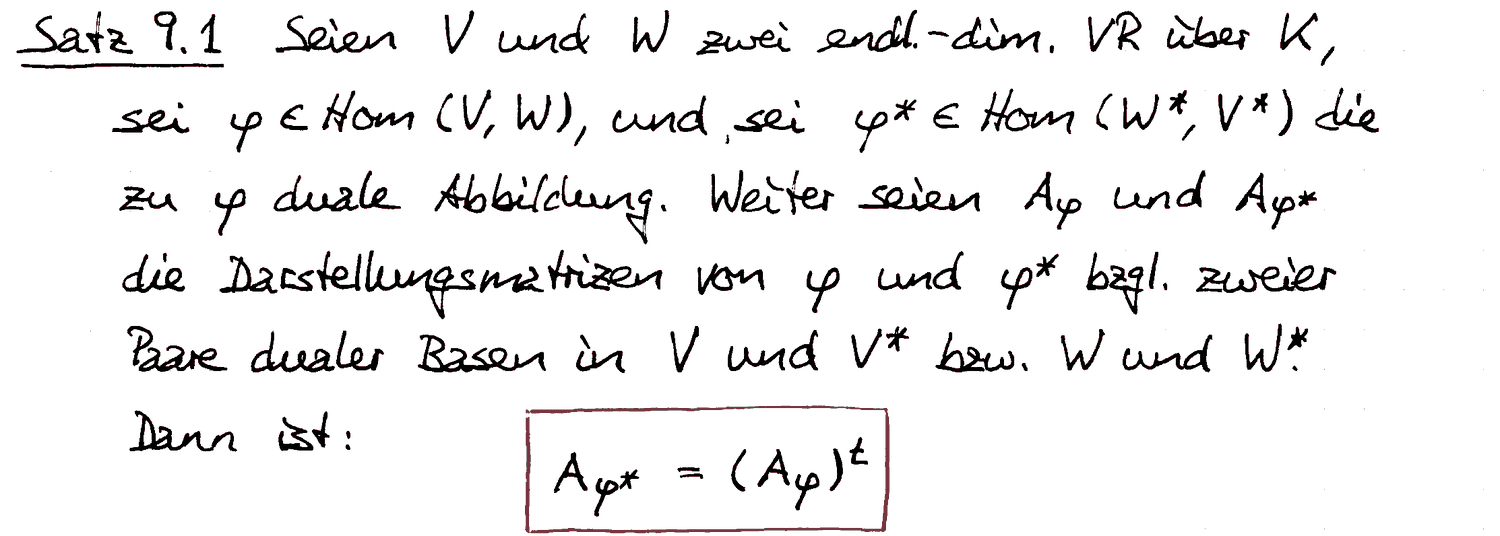 Satz 9.1 Seien V und W zwei endl.-dim. VR über K,
sei φ ∈ Hom (V, W), und sei φ* ∈ Hom (W*, V*) die
zu φ duale Abbildung. Weiter seien A_φ und A_φ*
die Darstellungsmatrizen von φ und φ* bzgl. zweier
Paare dualer Basen in V und V* bzw. W und W*.
Dann ist:
A_φ* = (A_φ)^t